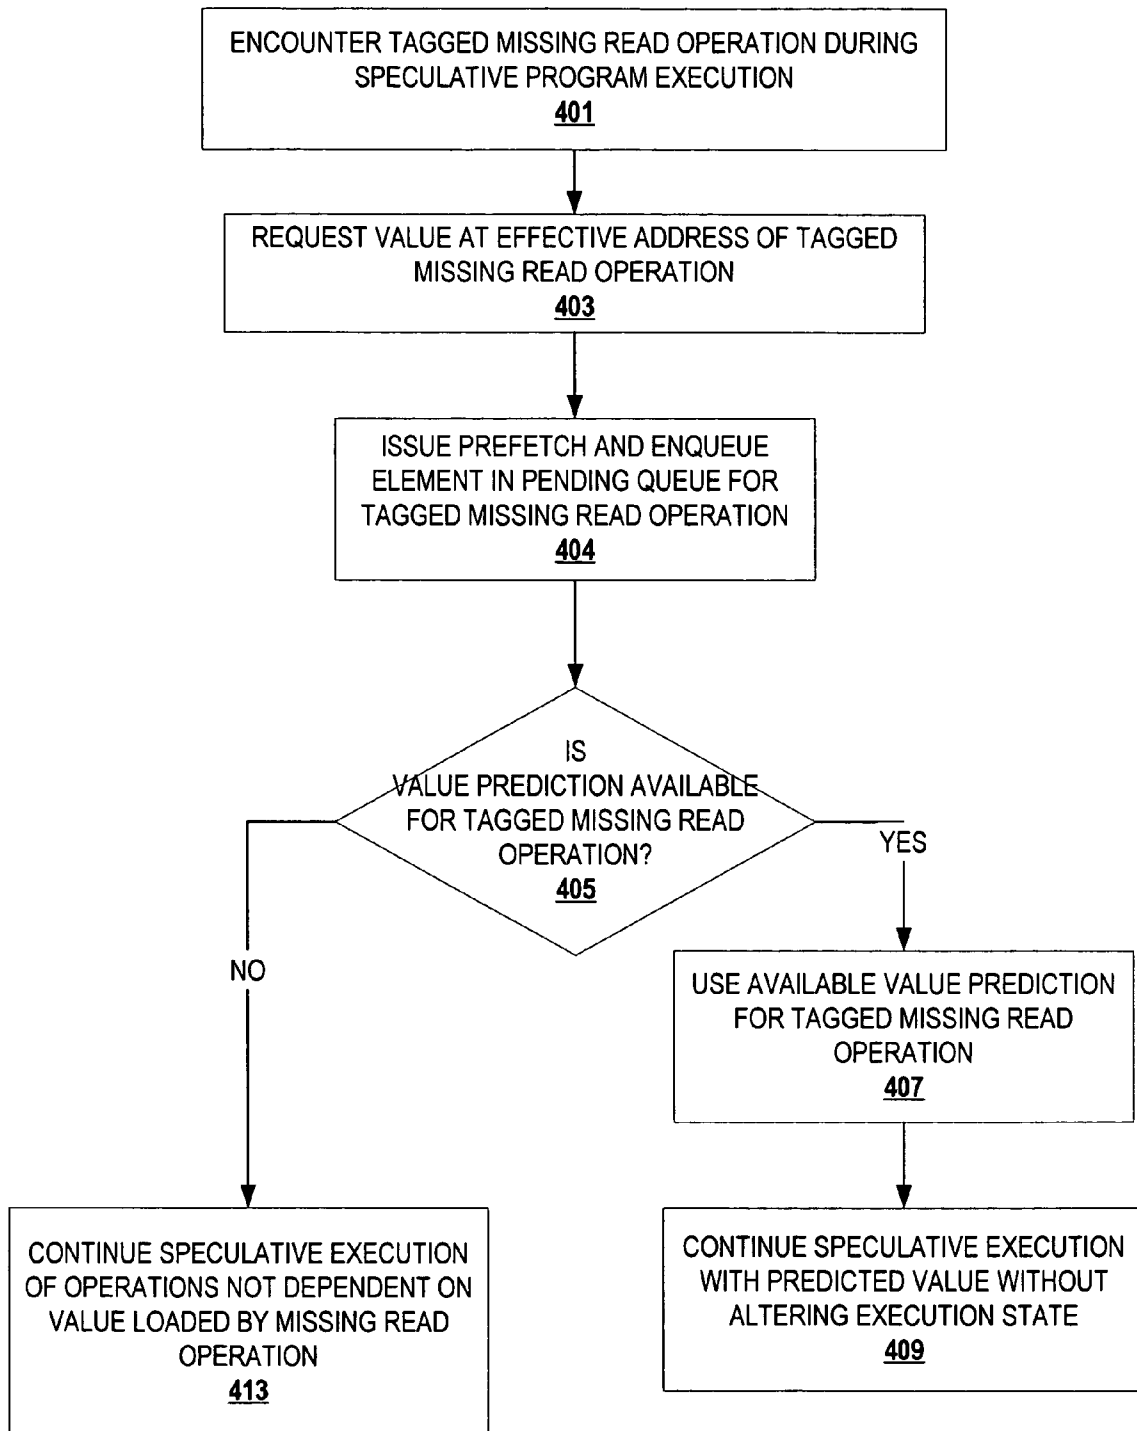 ENCOUNTER TAGGED MISSING READ OPERATION DURING
SPECULATIVE PROGRAM EXECUTION
401
REQUEST VALUE AT EFFECTIVE ADDRESS OF TAGGED
MISSING READ OPERATION
403
ISSUE PREFETCH AND ENQUEUE
ELEMENT IN PENDING QUEUE FOR
TAGGED MISSING READ OPERATION
404
IS
VALUE PREDICTION AVAILABLE
FOR TAGGED MISSING READ
OPERATION?
405
YES
NO
USE AVAILABLE VALUE PREDICTION
FOR TAGGED MISSING READ
OPERATION
407
CONTINUE SPECULATIVE EXECUTION
OF OPERATIONS NOT DEPENDENT ON
VALUE LOADED BY MISSING READ
OPERATION
413
CONTINUE SPECULATIVE EXECUTION
WITH PREDICTED VALUE WITHOUT
ALTERING EXECUTION STATE
409